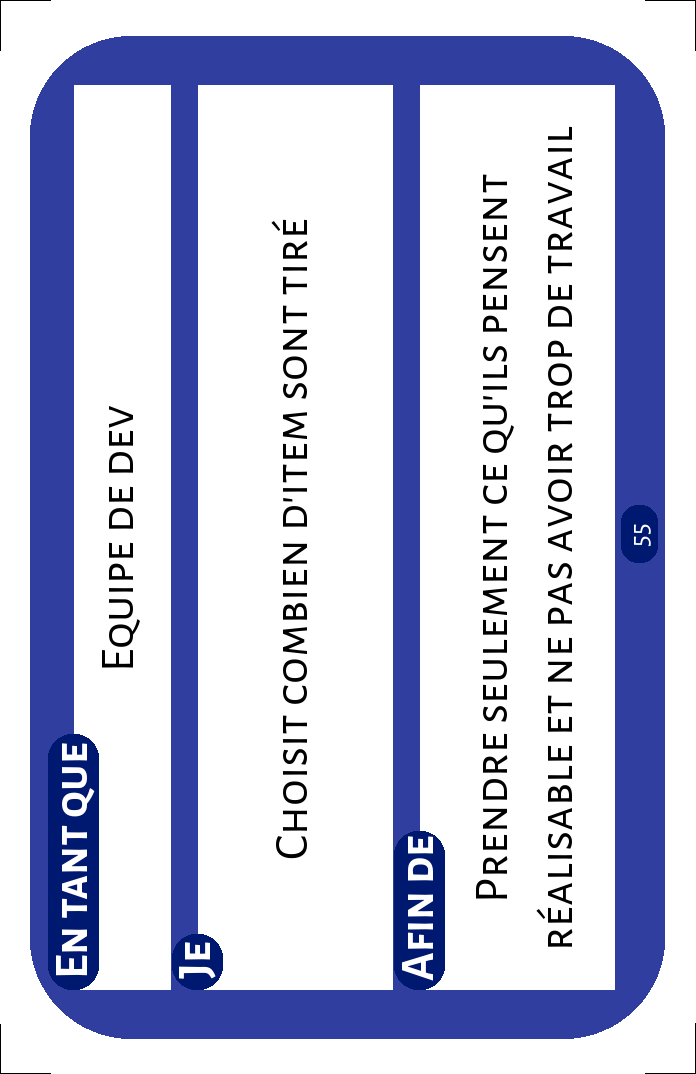 En tant que
Equipe de dev
Je
Choisit combien d'item sont tiré
Afin de
Prendre seulement ce qu'ils pensent
réalisable et ne pas avoir trop de travail
55